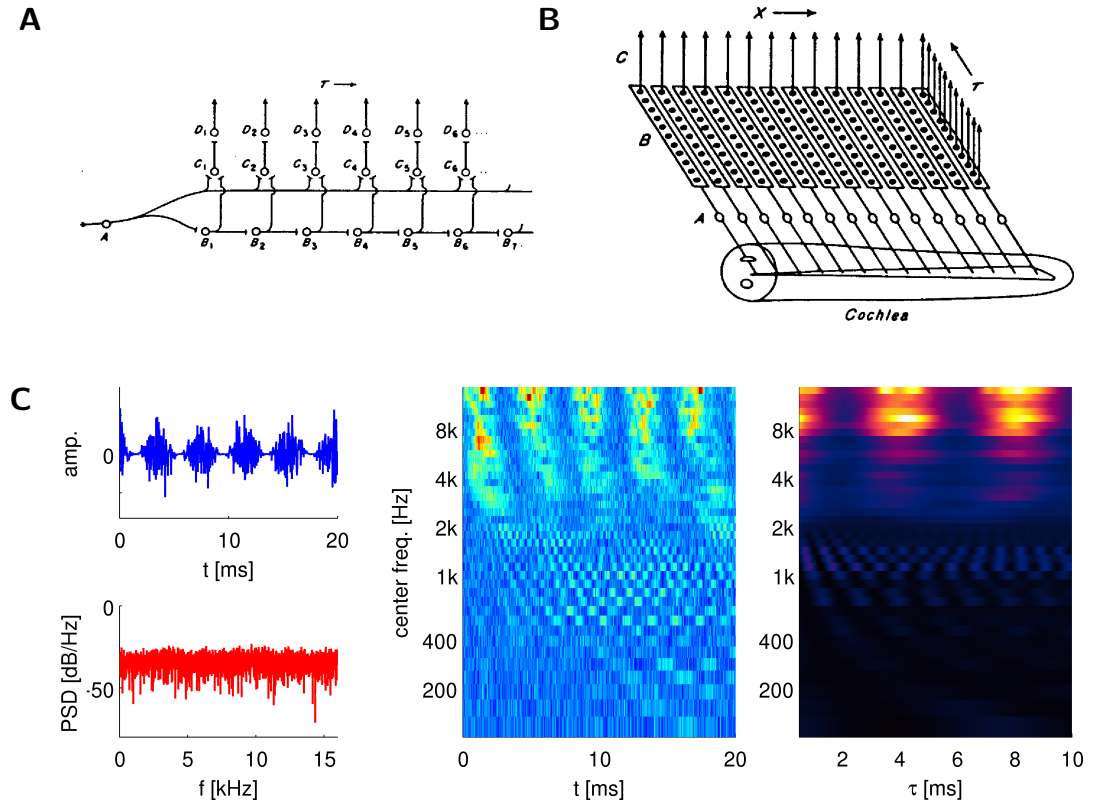 A
τ →
D₁ D₂ D₃ D₄ D₅ D₆ ...
C₁ C₂ C₃ C₄ C₅ C₆ ..
A
B₁ B₂ B₃ B₄ B₅ B₆ B₇
B
X →
C
τ
B
A
Cochlea
C
amp.
0
0 10 20
t [ms]
PSD [dB/Hz]
0
-50
0 5 10 15
f [kHz]
center freq. [Hz]
8k
4k
2k
1k
400
200
0 10 20
t [ms]
8k
4k
2k
1k
400
200
2 4 6 8 10
τ [ms]